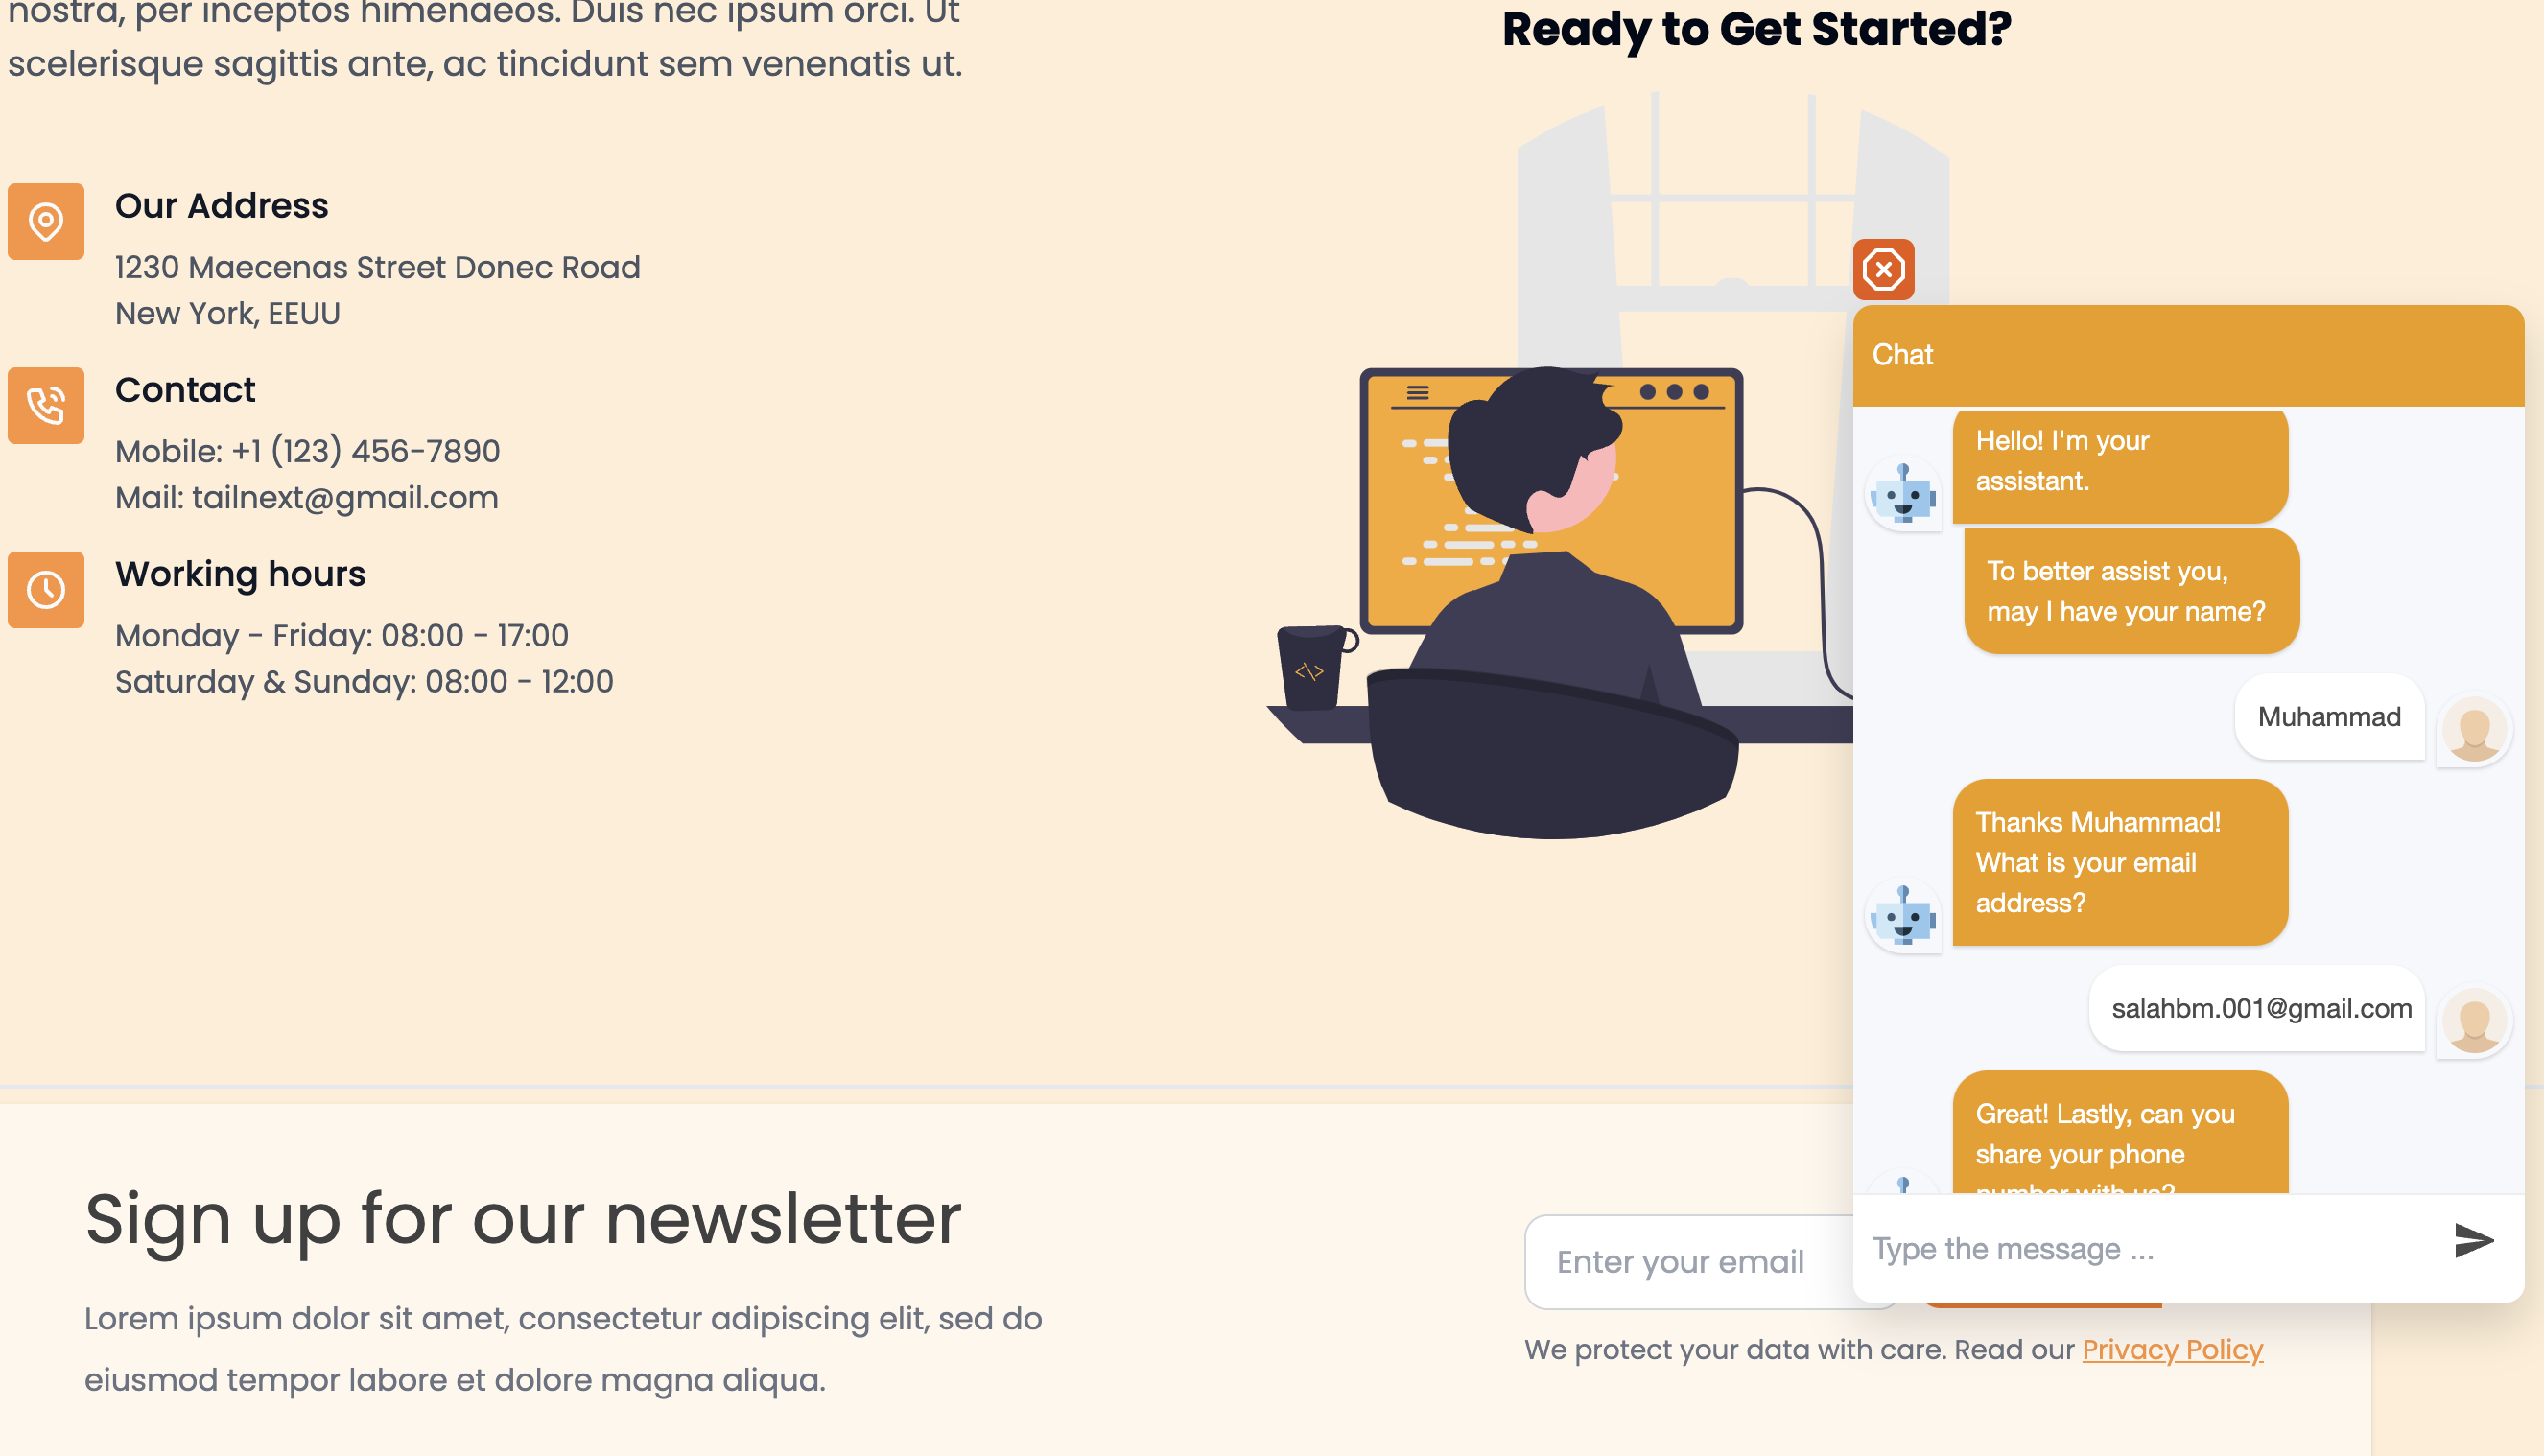 nostra, per inceptos himenaeos. Duis nec ipsum orci. Ut
scelerisque sagittis ante, ac tincidunt sem venenatis ut.
Our Address
1230 Maecenas Street Donec Road
New York, EEUU
Contact
Mobile: +1 (123) 456-7890
Mail: tailnext@gmail.com
Working hours
Monday - Friday: 08:00 - 17:00
Saturday & Sunday: 08:00 - 12:00
Ready to Get Started?
<\>
Chat
Hello! I'm your
assistant.
To better assist you,
may I have your name?
Muhammad
Thanks Muhammad!
What is your email
address?
salahbm.001@gmail.com
Great! Lastly, can you
share your phone
number with us?
Type the message ...
Sign up for our newsletter
Lorem ipsum dolor sit amet, consectetur adipiscing elit, sed do
eiusmod tempor labore et dolore magna aliqua.
Enter your email
We protect your data with care. Read our Privacy Policy